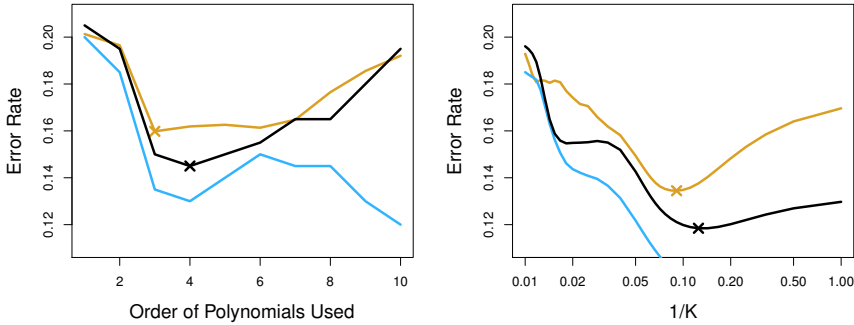 Error Rate
0.12 0.14 0.16 0.18 0.20
2 4 6 8 10
Order of Polynomials Used
Error Rate
0.12 0.14 0.16 0.18 0.20
0.01 0.02 0.05 0.10 0.20 0.50 1.00
1/K